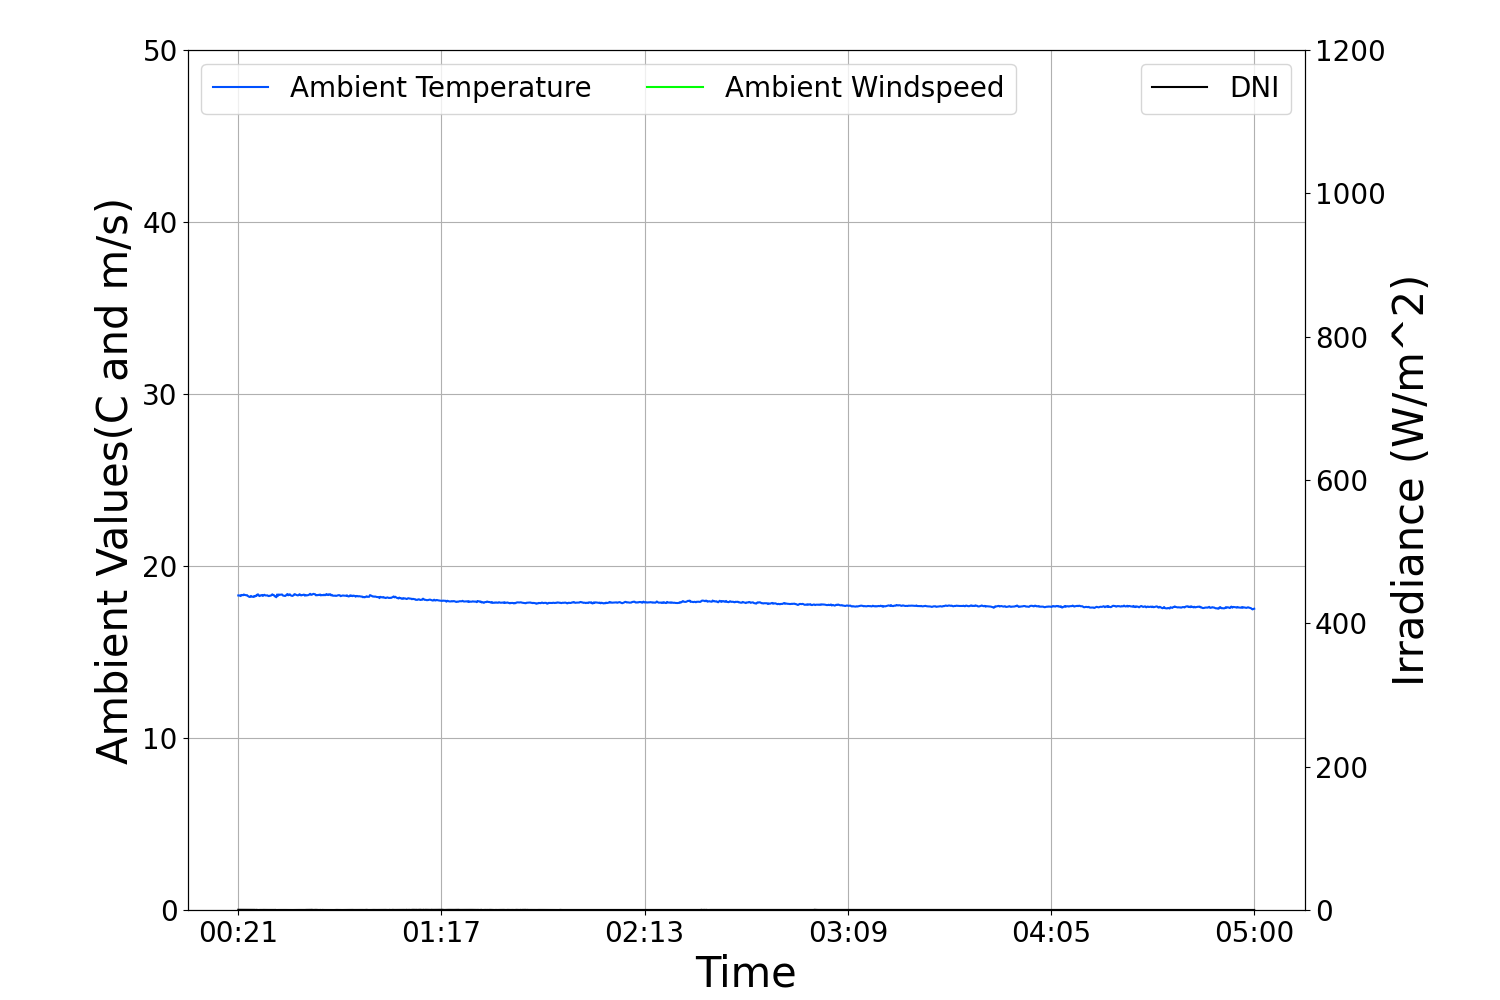 Ambient Temperature Ambient Windspeed DNI
50
40
30
20
10
0
Ambient Values(C and m/s)
1200
1000
800
600
400
200
0
Irradiance (W/m^2)
00:21 01:17 02:13 03:09 04:05 05:00
Time